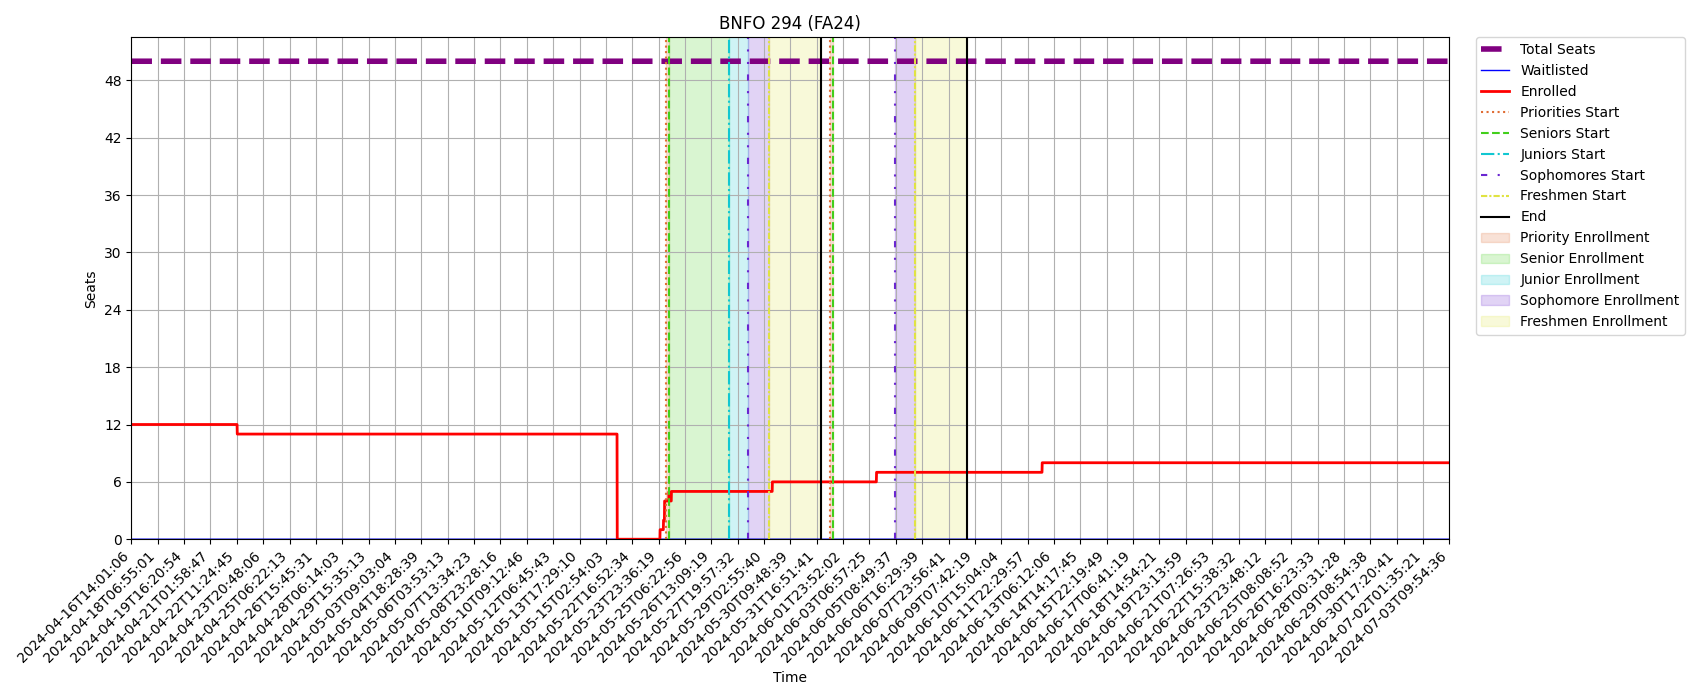 BNFO 294 (FA24)
Seats
48
42
36
30
24
18
12
6
0
2024-04-16T14:01:06
2024-04-18T06:55:01
2024-04-19T16:20:54
2024-04-21T01:58:47
2024-04-22T11:24:45
2024-04-23T20:48:06
2024-04-25T06:22:13
2024-04-26T15:45:31
2024-04-28T06:14:03
2024-04-29T15:35:13
2024-05-03T09:03:04
2024-05-04T18:28:39
2024-05-06T03:53:13
2024-05-07T13:34:23
2024-05-08T23:28:16
2024-05-10T09:12:46
2024-05-12T06:45:43
2024-05-13T17:29:10
2024-05-15T02:54:03
2024-05-22T16:52:34
2024-05-23T23:36:19
2024-05-25T06:22:56
2024-05-26T13:09:19
2024-05-27T19:57:32
2024-05-29T02:55:40
2024-05-30T09:48:39
2024-05-31T16:51:41
2024-06-01T23:52:02
2024-06-03T06:57:25
2024-06-05T08:49:37
2024-06-06T16:29:39
2024-06-07T23:56:41
2024-06-09T07:42:19
2024-06-10T15:04:04
2024-06-11T22:29:57
2024-06-13T06:12:06
2024-06-14T14:17:45
2024-06-15T22:19:49
2024-06-17T06:41:19
2024-06-18T14:54:21
2024-06-19T23:13:59
2024-06-21T07:26:53
2024-06-22T15:38:32
2024-06-23T23:48:12
2024-06-25T08:08:52
2024-06-26T16:23:33
2024-06-28T00:31:28
2024-06-29T08:54:38
2024-06-30T17:20:41
2024-07-02T01:35:21
2024-07-03T09:54:36
Time
Total Seats
Waitlisted
Enrolled
Priorities Start
Seniors Start
Juniors Start
Sophomores Start
Freshmen Start
End
Priority Enrollment
Senior Enrollment
Junior Enrollment
Sophomore Enrollment
Freshmen Enrollment